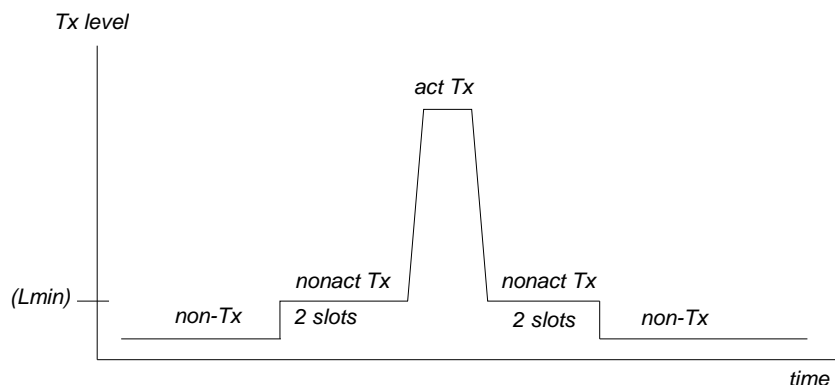 Tx level
act Tx
nonact Tx
nonact Tx
(Lmin)
non-Tx
2 slots
2 slots
non-Tx
time